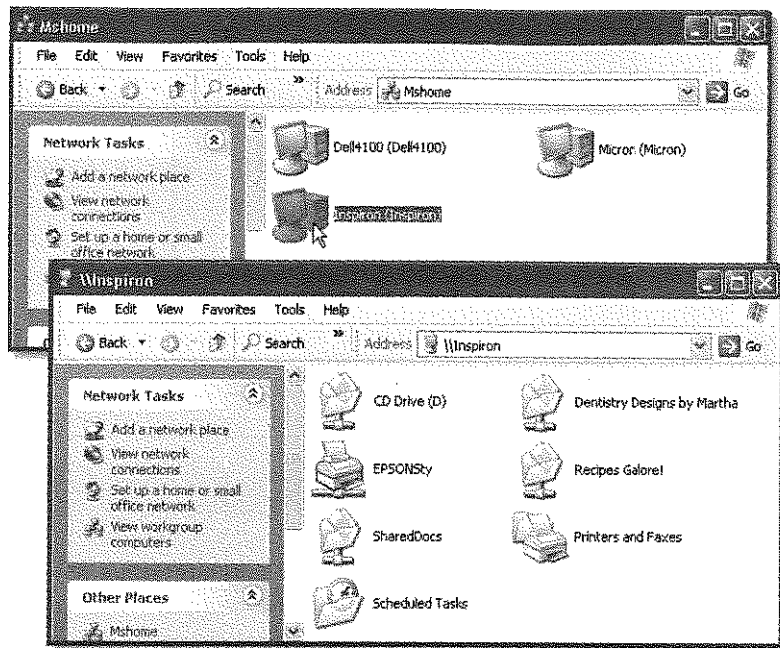 Mshome
File Edit View Favorites Tools Help
Back Search » Address Mshome Go
Network Tasks
Add a network place
View network
connections
Set up a home or small
office network
Dell4100 (Dell4100)
Micron (Micron)
Inspiron (Inspiron)
\\Inspiron
File Edit View Favorites Tools Help
Back Search » Address \\Inspiron Go
Network Tasks
Add a network place
View network
connections
Set up a home or small
office network
View workgroup
computers
Other Places
Mshome
CD Drive (D)
Dentistry Designs by Martha
EPSONSty
Recipes Galore!
SharedDocs
Printers and Faxes
Scheduled Tasks